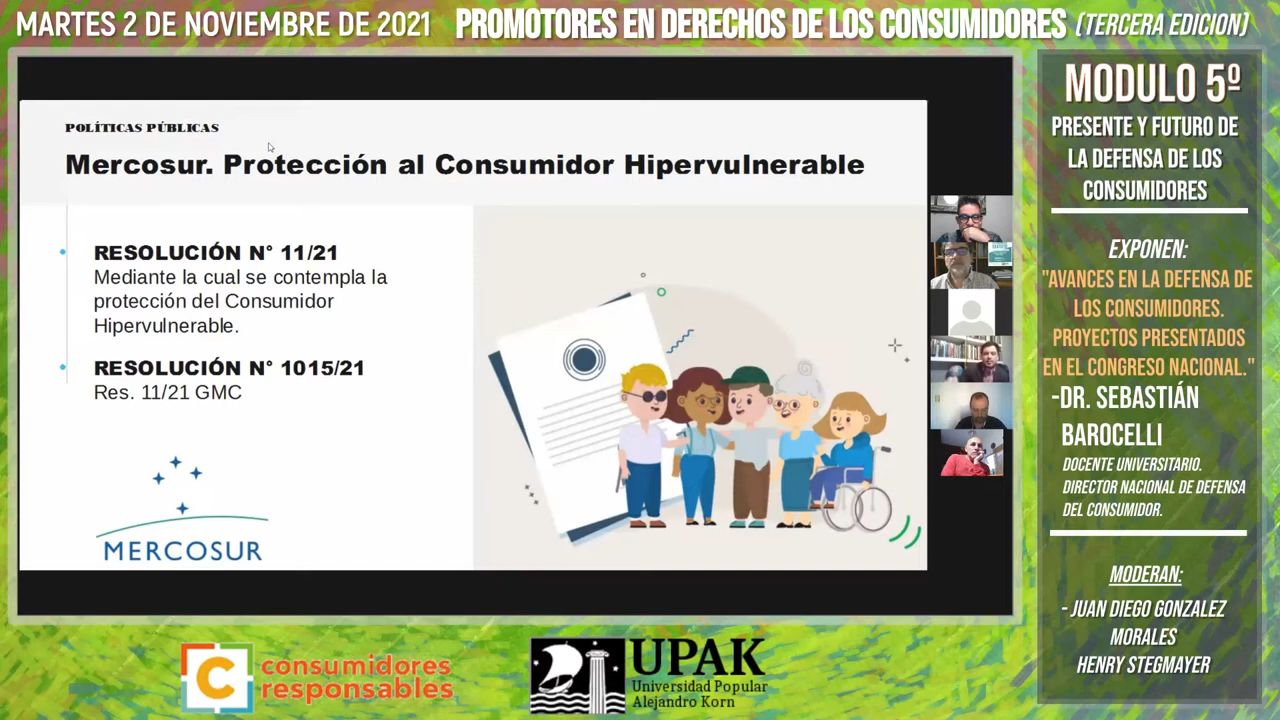 MARTES 2 DE NOVIEMBRE DE 2021 PROMOTORES EN DERECHOS DE LOS CONSUMIDORES (TERCERA EDICION)
POLÍTICAS PÚBLICAS
Mercosur. Protección al Consumidor Hipervulnerable
RESOLUCIÓN N° 11/21
Mediante la cual se contempla la
protección del Consumidor
Hipervulnerable.
RESOLUCIÓN N° 1015/21
Res. 11/21 GMC
MERCOSUR
MODULO 5º
PRESENTE Y FUTURO DE
LA DEFENSA DE LOS
CONSUMIDORES
EXPONEN:
"AVANCES EN LA DEFENSA DE
LOS CONSUMIDORES.
PROYECTOS PRESENTADOS
EN EL CONGRESO NACIONAL."
-DR. SEBASTIÁN
BAROCELLI
DOCENTE UNIVERSITARIO.
DIRECTOR NACIONAL DE DEFENSA
DEL CONSUMIDOR.
MODERAN:
- JUAN DIEGO GONZALEZ
MORALES
HENRY STEGMAYER
C consumidores
responsables
UPAK
Universidad Popular
Alejandro Korn